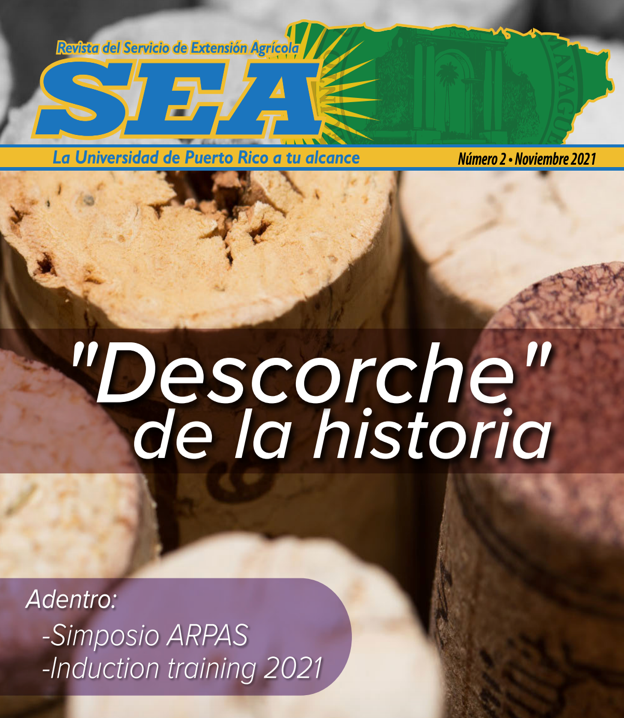 Revista del Servicio de Extensión Agrícola
SEA
MAYAGÜE
La Universidad de Puerto Rico a tu alcance
Número 2 • Noviembre 2021
"Descorche"
de la historia
Adentro:
-Simposio ARPAS
-Induction training 2021